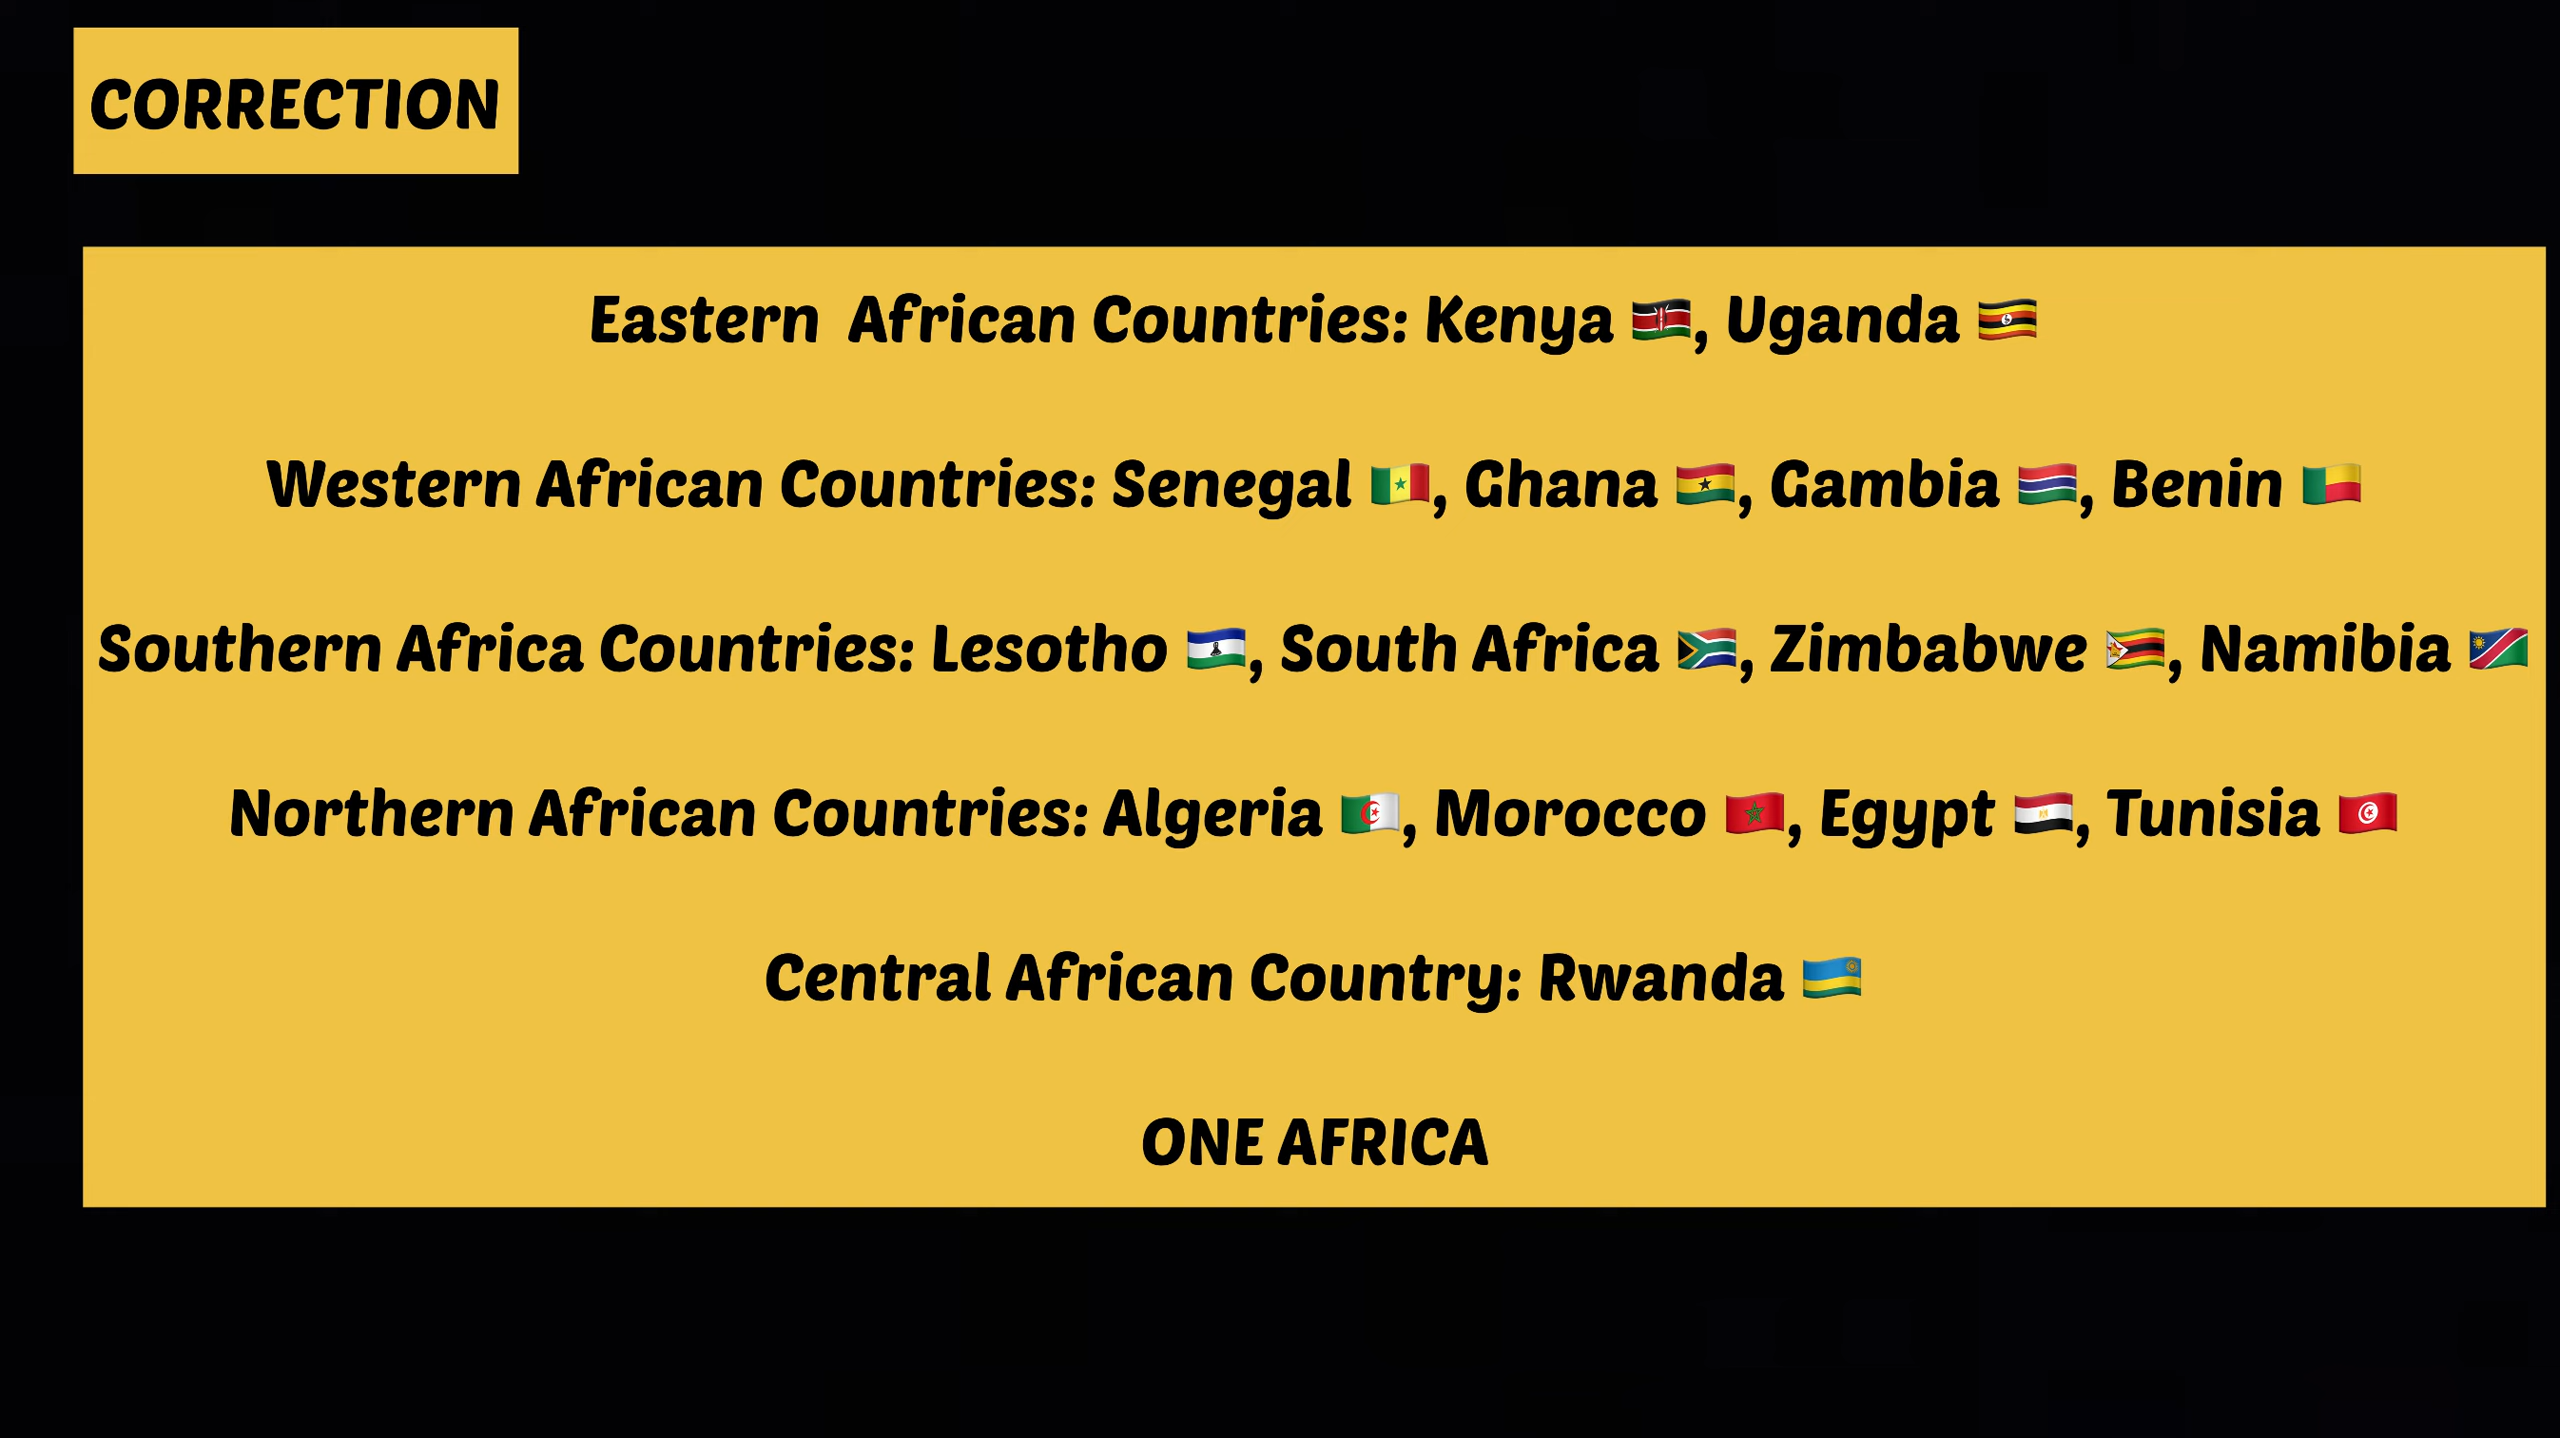 CORRECTION
Eastern  African Countries: Kenya 🇰🇪, Uganda 🇺🇬
Western African Countries: Senegal 🇸🇳, Ghana 🇬🇭, Gambia 🇬🇲, Benin 🇧🇯
Southern Africa Countries: Lesotho 🇱🇸, South Africa 🇿🇦, Zimbabwe 🇿🇼, Namibia 🇳🇦
Northern African Countries: Algeria 🇩🇿, Morocco 🇲🇦, Egypt 🇪🇬, Tunisia 🇹🇳
Central African Country: Rwanda 🇷🇼
ONE AFRICA